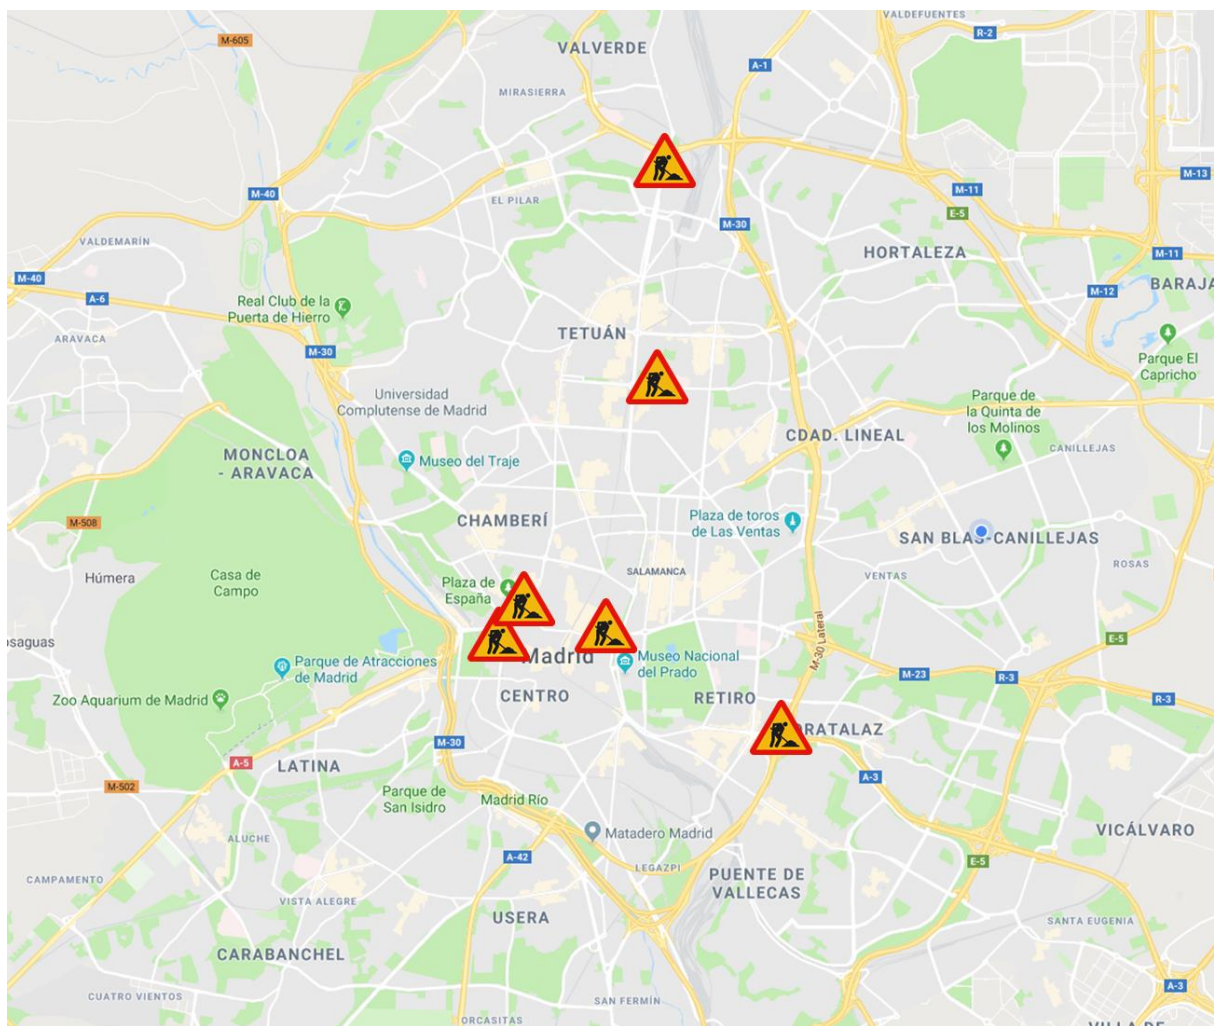 VALDEFUENTES
M-605
R-2
VALVERDE
A-1
MIRASIERRA
M-13
M-11
M-40
EL PILAR
E-5
M-30
VALDEMARÍN
HORTALEZA
M-11
M-40
BARAJA
M-12
A-6
Real Club de la
Puerta de Hierro
TETUÁN
ARAVACA
M-30
Parque El
Capricho
Universidad
Complutense de Madrid
Parque de
la Quinta de
los Molinos
CDAD. LINEAL
CANILLEJAS
MONCLOA
- ARAVACA
Museo del Traje
CHAMBERÍ
Plaza de toros
de Las Ventas
M-508
SAN BLAS-CANILLEJAS
ROSAS
Húmera
Casa de
Campo
Plaza de
España
SALAMANCA
VENTAS
osaguas
M-30 Lateral
E-5
Madrid
Museo Nacional
del Prado
Parque de Atracciones
de Madrid
M-23
R-3
Zoo Aquarium de Madrid
CENTRO
RETIRO
R-3
ORATALAZ
M-30
A-5
LATINA
A-3
M-502
Parque de
San Isidro
Madrid Río
Matadero Madrid
VICÁLVARO
ALUCHE
A-42
LEGAZPI
E-5
CAMPAMENTO
PUENTE DE
VALLECAS
VISTA ALEGRE
USERA
SANTA EUGENIA
CARABANCHEL
A-3
CUATRO VIENTOS
SAN FERMÍN
ORCASITAS
VILLA DE